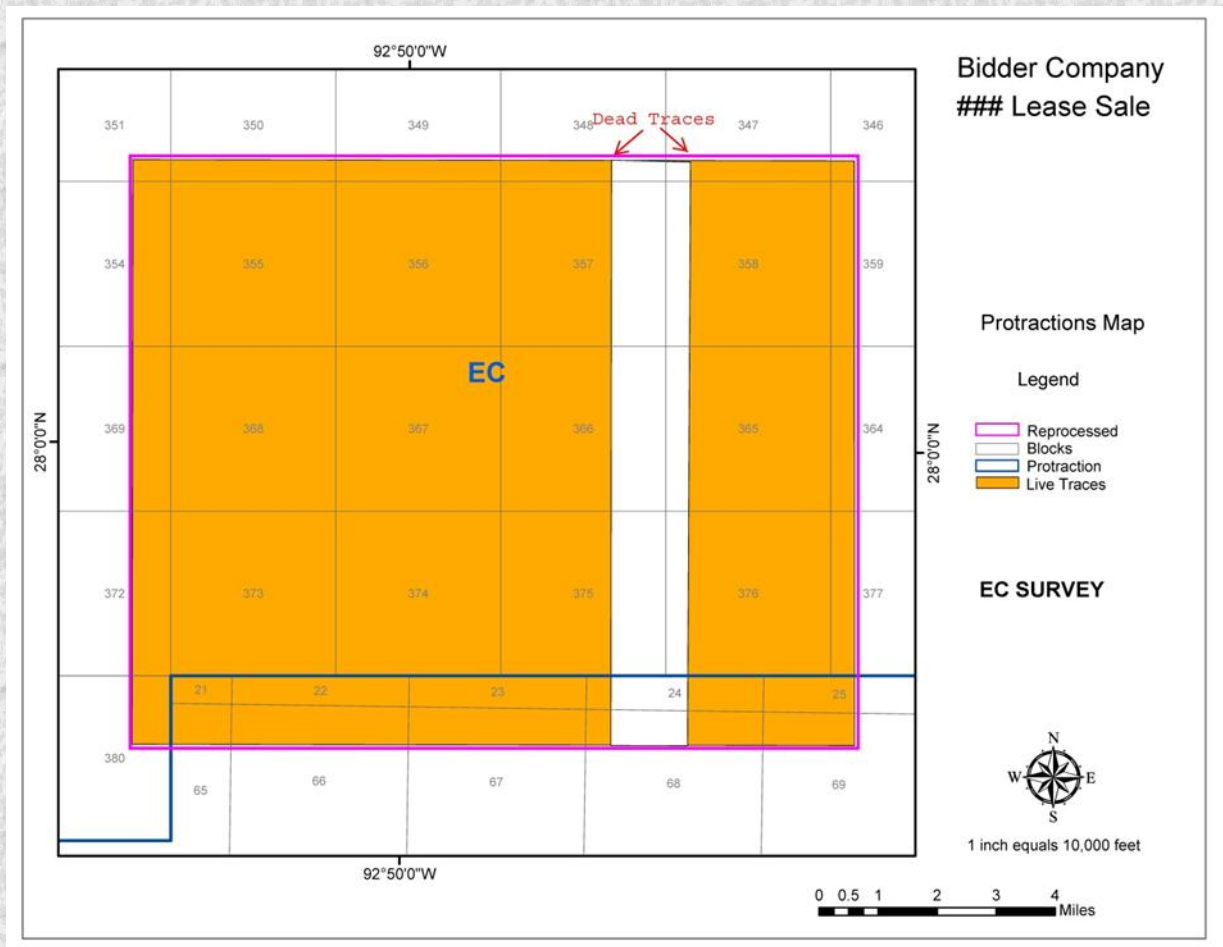 92°50'0"W
Bidder Company
### Lease Sale
351 350 349 348 347 346
Dead Traces
354 355 356 357 358 359
Protractions Map
EC
Legend
369 368 367 366 365 364
28°0'0"N
28°0'0"N
Reprocessed
Blocks
Protraction
Live Traces
372 373 374 375 376 377
EC SURVEY
21 22 23 24 25
380
65 66 67 68 69
N
W E
S
1 inch equals 10,000 feet
92°50'0"W
0 0.5 1 2 3 4
Miles